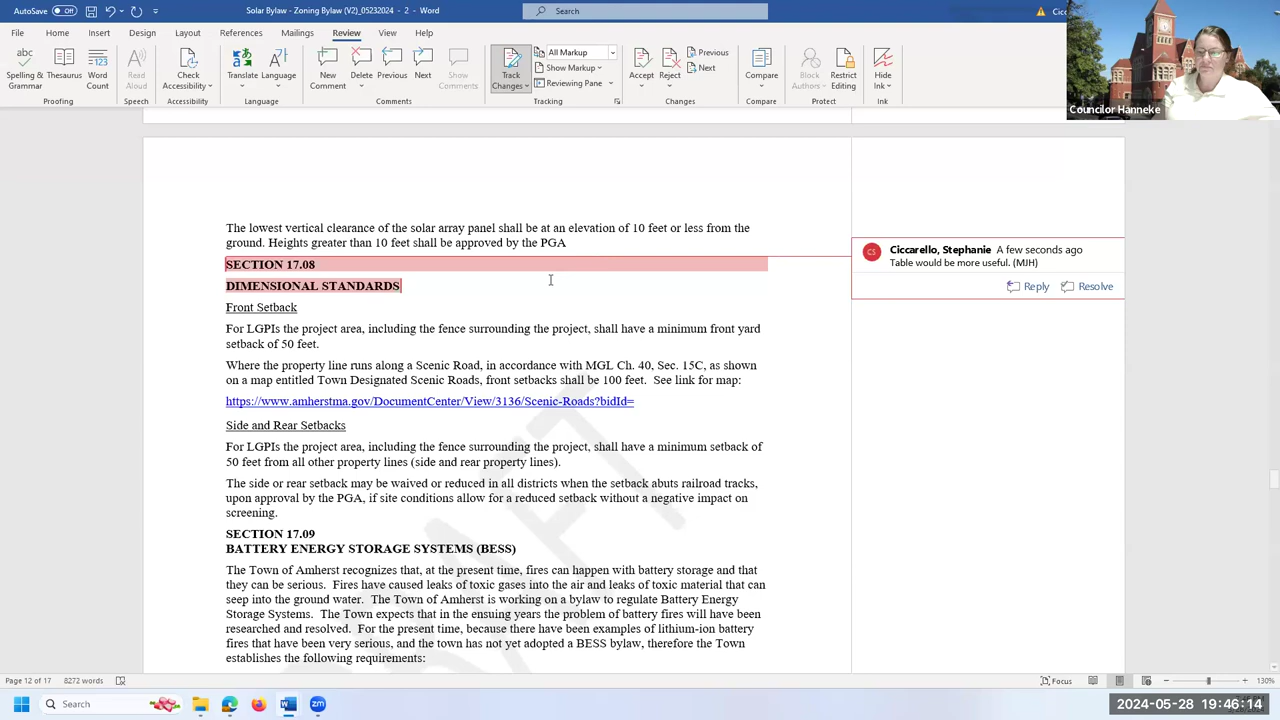 AutoSave Off Solar Bylaw - Zoning Bylaw (V2)_05232024 - 2 - Word Search
File Home Insert Design Layout References Mailings Review View Help
abc
Spelling & Grammar Thesaurus Word Count Read Aloud Check Accessibility Translate Language New Comment Delete Previous Next Show Comments Track Changes All Markup Show Markup Reviewing Pane Accept Reject Previous Next Compare Block Authors Restrict Editing Hide Ink
Proofing Speech Accessibility Language Comments Tracking Changes Compare Protect Ink
Councilor Hanneke
The lowest vertical clearance of the solar array panel shall be at an elevation of 10 feet or less from the
ground. Heights greater than 10 feet shall be approved by the PGA
SECTION 17.08
DIMENSIONAL STANDARDS
CS Ciccarello, Stephanie A few seconds ago
Table would be more useful. (MJH)
Reply Resolve
Front Setback
For LGPIs the project area, including the fence surrounding the project, shall have a minimum front yard
setback of 50 feet.
Where the property line runs along a Scenic Road, in accordance with MGL Ch. 40, Sec. 15C, as shown
on a map entitled Town Designated Scenic Roads, front setbacks shall be 100 feet. See link for map:
https://www.amherstma.gov/DocumentCenter/View/3136/Scenic-Roads?bidId=
Side and Rear Setbacks
For LGPIs the project area, including the fence surrounding the project, shall have a minimum setback of
50 feet from all other property lines (side and rear property lines).
The side or rear setback may be waived or reduced in all districts when the setback abuts railroad tracks,
upon approval by the PGA, if site conditions allow for a reduced setback without a negative impact on
screening.
SECTION 17.09
BATTERY ENERGY STORAGE SYSTEMS (BESS)
The Town of Amherst recognizes that, at the present time, fires can happen with battery storage and that
they can be serious. Fires have caused leaks of toxic gases into the air and leaks of toxic material that can
seep into the ground water. The Town of Amherst is working on a bylaw to regulate Battery Energy
Storage Systems. The Town expects that in the ensuing years the problem of battery fires will have been
researched and resolved. For the present time, because there have been examples of lithium-ion battery
fires that have been very serious, and the town has not yet adopted a BESS bylaw, therefore the Town
establishes the following requirements:
DRAFT
Page 12 of 17 8272 words Focus 130%
Search 2024-05-28 19:46:14